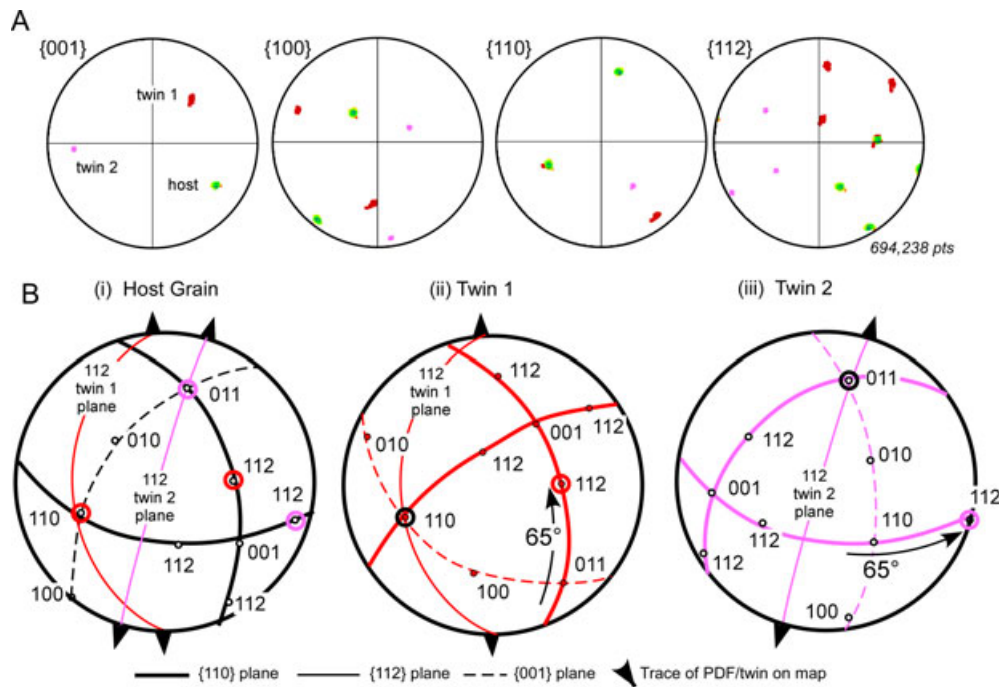 A
{001}
{100}
{110}
{112}
twin 1
twin 2
host
694,238 pts
B
(i) Host Grain
(ii) Twin 1
(iii) Twin 2
112
twin 1
plane
011
010
112
twin 2
plane
112
112
110
112
001
100
112
112
twin 1
plane
112
112
010
001
112
112
110
65°
011
100
011
112
010
112
twin 2
plane
001
112
110
112
112
65°
100
{110} plane
{112} plane
{001} plane
Trace of PDF/twin on map